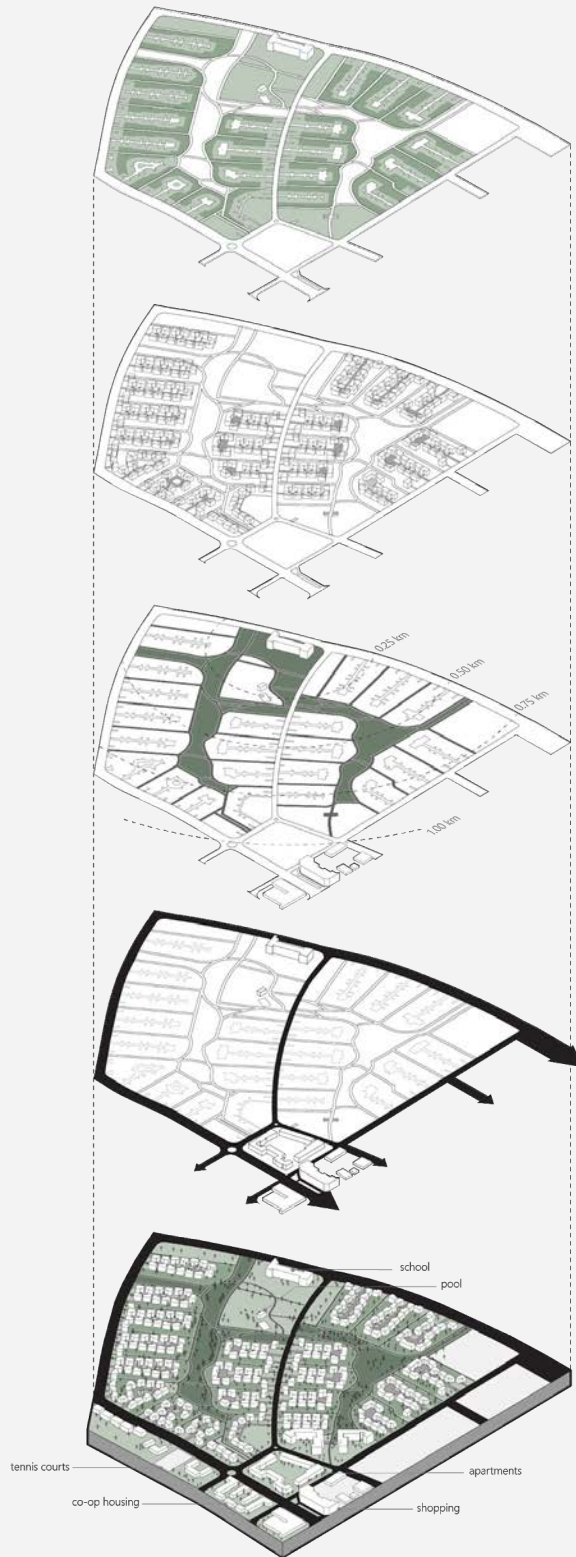 0.25 km
0.50 km
0.75 km
1.00 km
school
pool
tennis courts
apartments
co-op housing
shopping